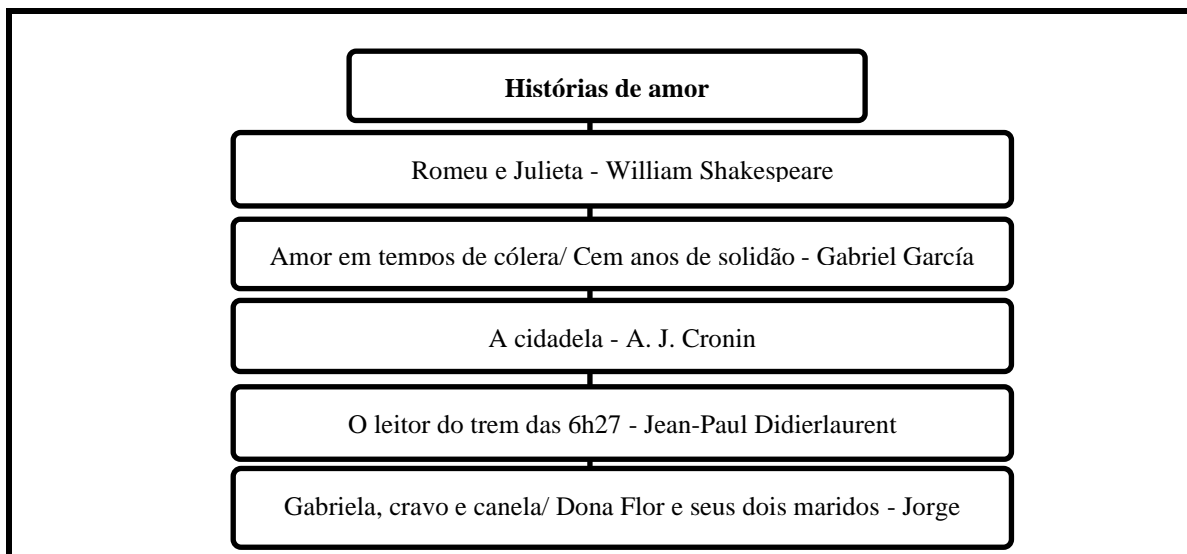 Histórias de amor
Romeu e Julieta - William Shakespeare
Amor em tempos de cólera/ Cem anos de solidão - Gabriel García
A cidadela - A. J. Cronin
O leitor do trem das 6h27 - Jean-Paul Didierlaurent
Gabriela, cravo e canela/ Dona Flor e seus dois maridos - Jorge